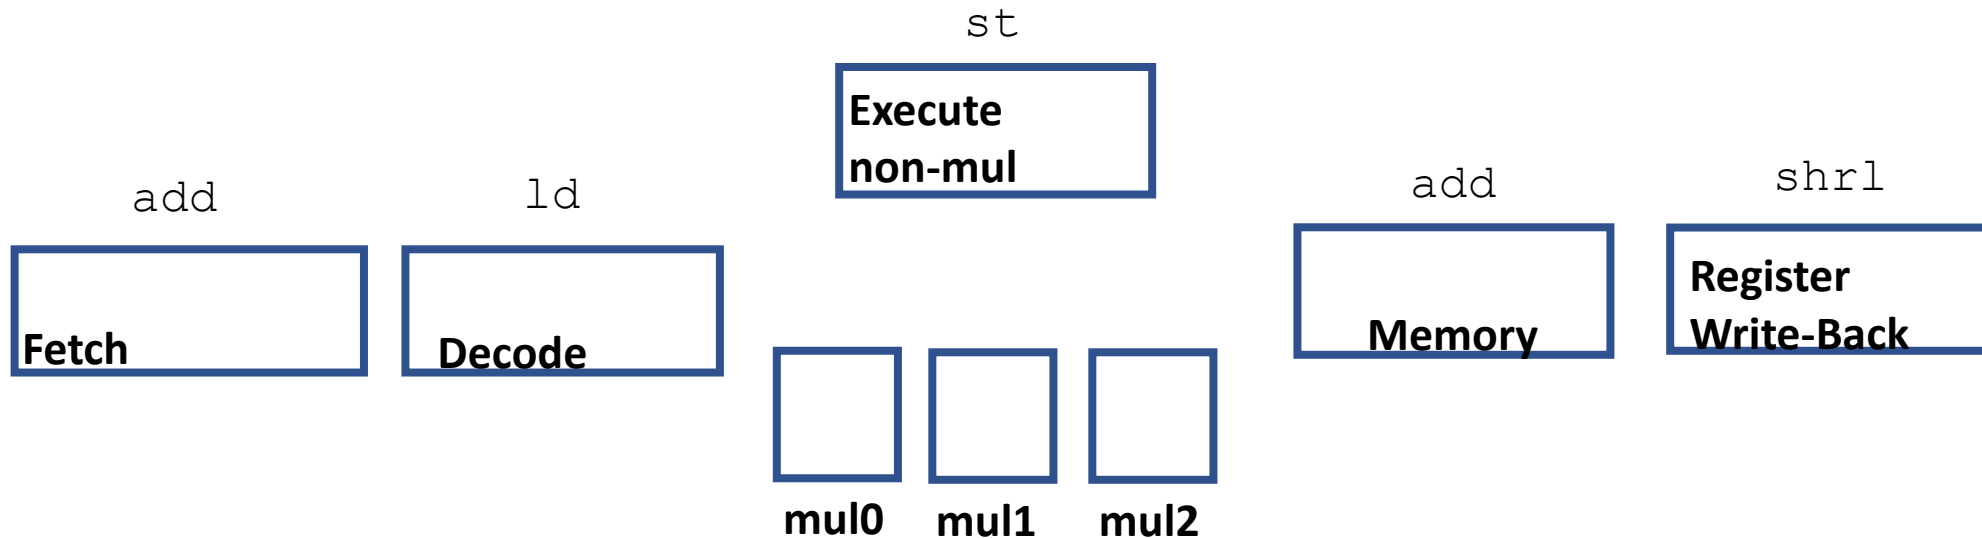 st
Execute
non-mul
add
ld
add
shrl
Fetch
Decode
Memory
Register
Write-Back
mul0
mul1
mul2